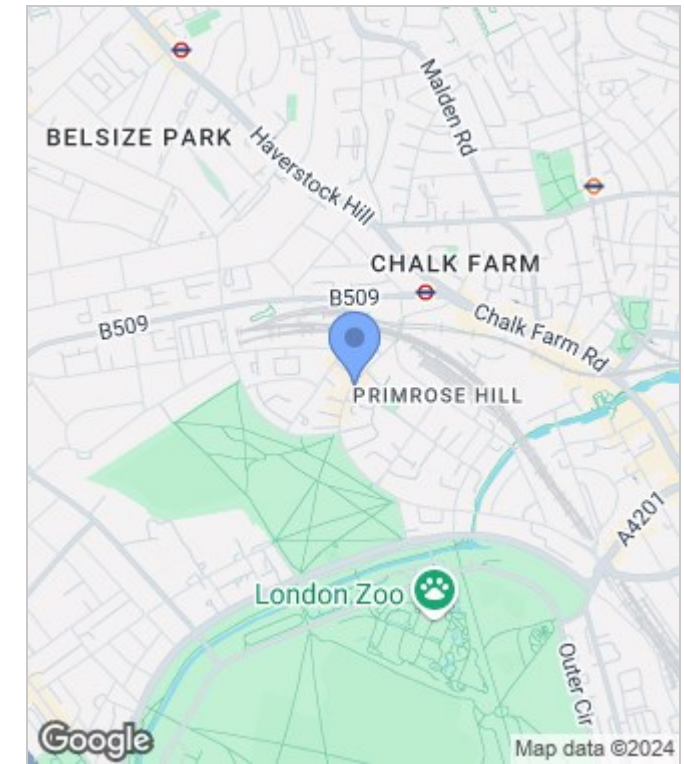 BELSIZE PARK
Haverstock Hill
Malden Rd
CHALK FARM
B509
B509
Chalk Farm Rd
PRIMROSE HILL
A4201
London Zoo
Outer Cir
Google
Map data ©2024